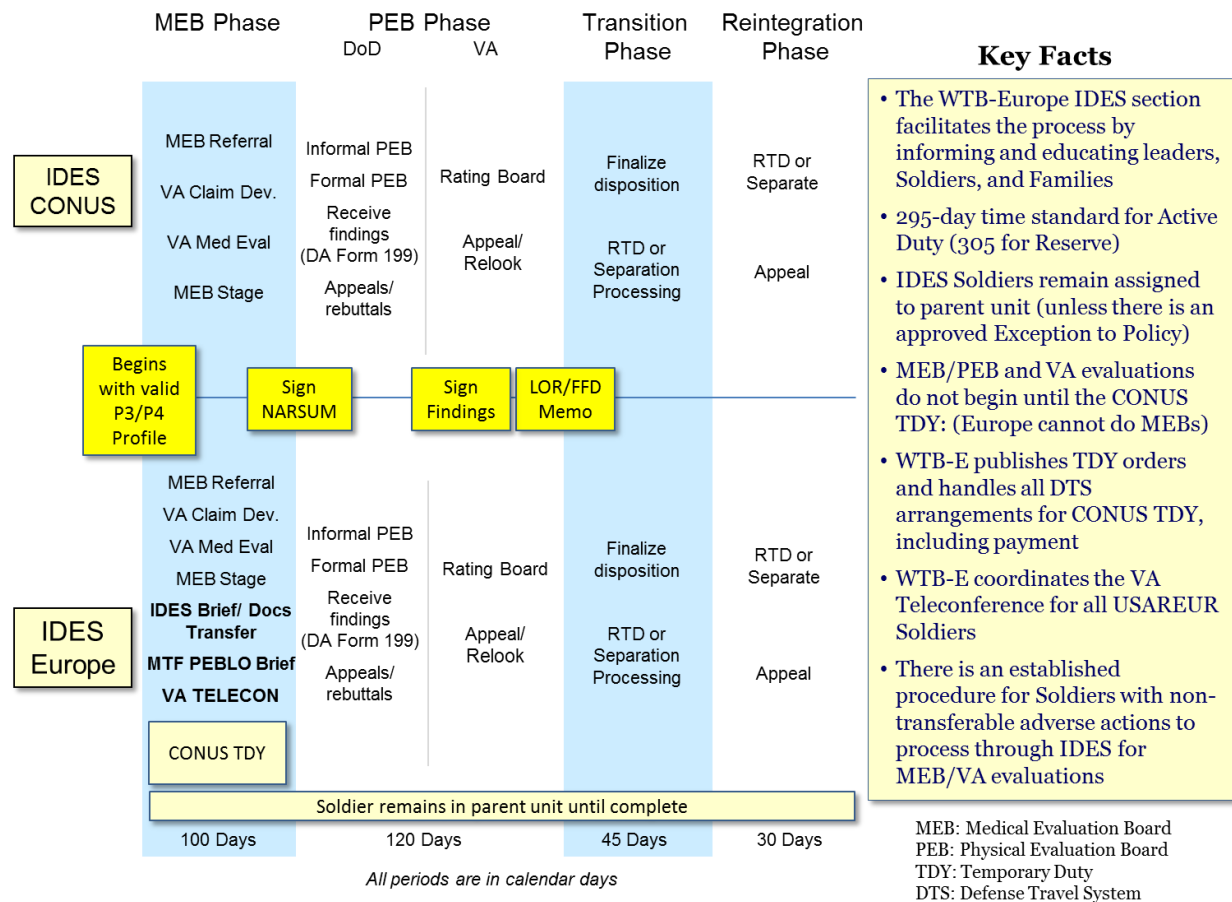 MEB Phase
PEB Phase
DoD
VA
Transition
Phase
Reintegration
Phase
IDES
CONUS
MEB Referral
VA Claim Dev.
VA Med Eval
MEB Stage
Informal PEB
Formal PEB
Receive
findings
(DA Form 199)
Appeals/
rebuttals
Rating Board
Appeal/
Relook
Finalize
disposition
RTD or
Separation
Processing
RTD or
Separate
Appeal
Begins
with valid
P3/P4
Profile
Sign
NARSUM
Sign
Findings
LOR/FFD
Memo
IDES
Europe
MEB Referral
VA Claim Dev.
VA Med Eval
MEB Stage
IDES Brief/ Docs
Transfer
MTF PEBLO Brief
VA TELECON
CONUS TDY
Informal PEB
Formal PEB
Receive
findings
(DA Form 199)
Appeals/
rebuttals
Rating Board
Appeal/
Relook
Finalize
disposition
RTD or
Separation
Processing
RTD or
Separate
Appeal
Soldier remains in parent unit until complete
100 Days
120 Days
45 Days
30 Days
All periods are in calendar days
Key Facts
• The WTB-Europe IDES section
facilitates the process by
informing and educating leaders,
Soldiers, and Families
• 295-day time standard for Active
Duty (305 for Reserve)
• IDES Soldiers remain assigned
to parent unit (unless there is an
approved Exception to Policy)
• MEB/PEB and VA evaluations
do not begin until the CONUS
TDY: (Europe cannot do MEBs)
• WTB-E publishes TDY orders
and handles all DTS
arrangements for CONUS TDY,
including payment
• WTB-E coordinates the VA
Teleconference for all USAREUR
Soldiers
• There is an established
procedure for Soldiers with non-
transferable adverse actions to
process through IDES for
MEB/VA evaluations
MEB: Medical Evaluation Board
PEB: Physical Evaluation Board
TDY: Temporary Duty
DTS: Defense Travel System